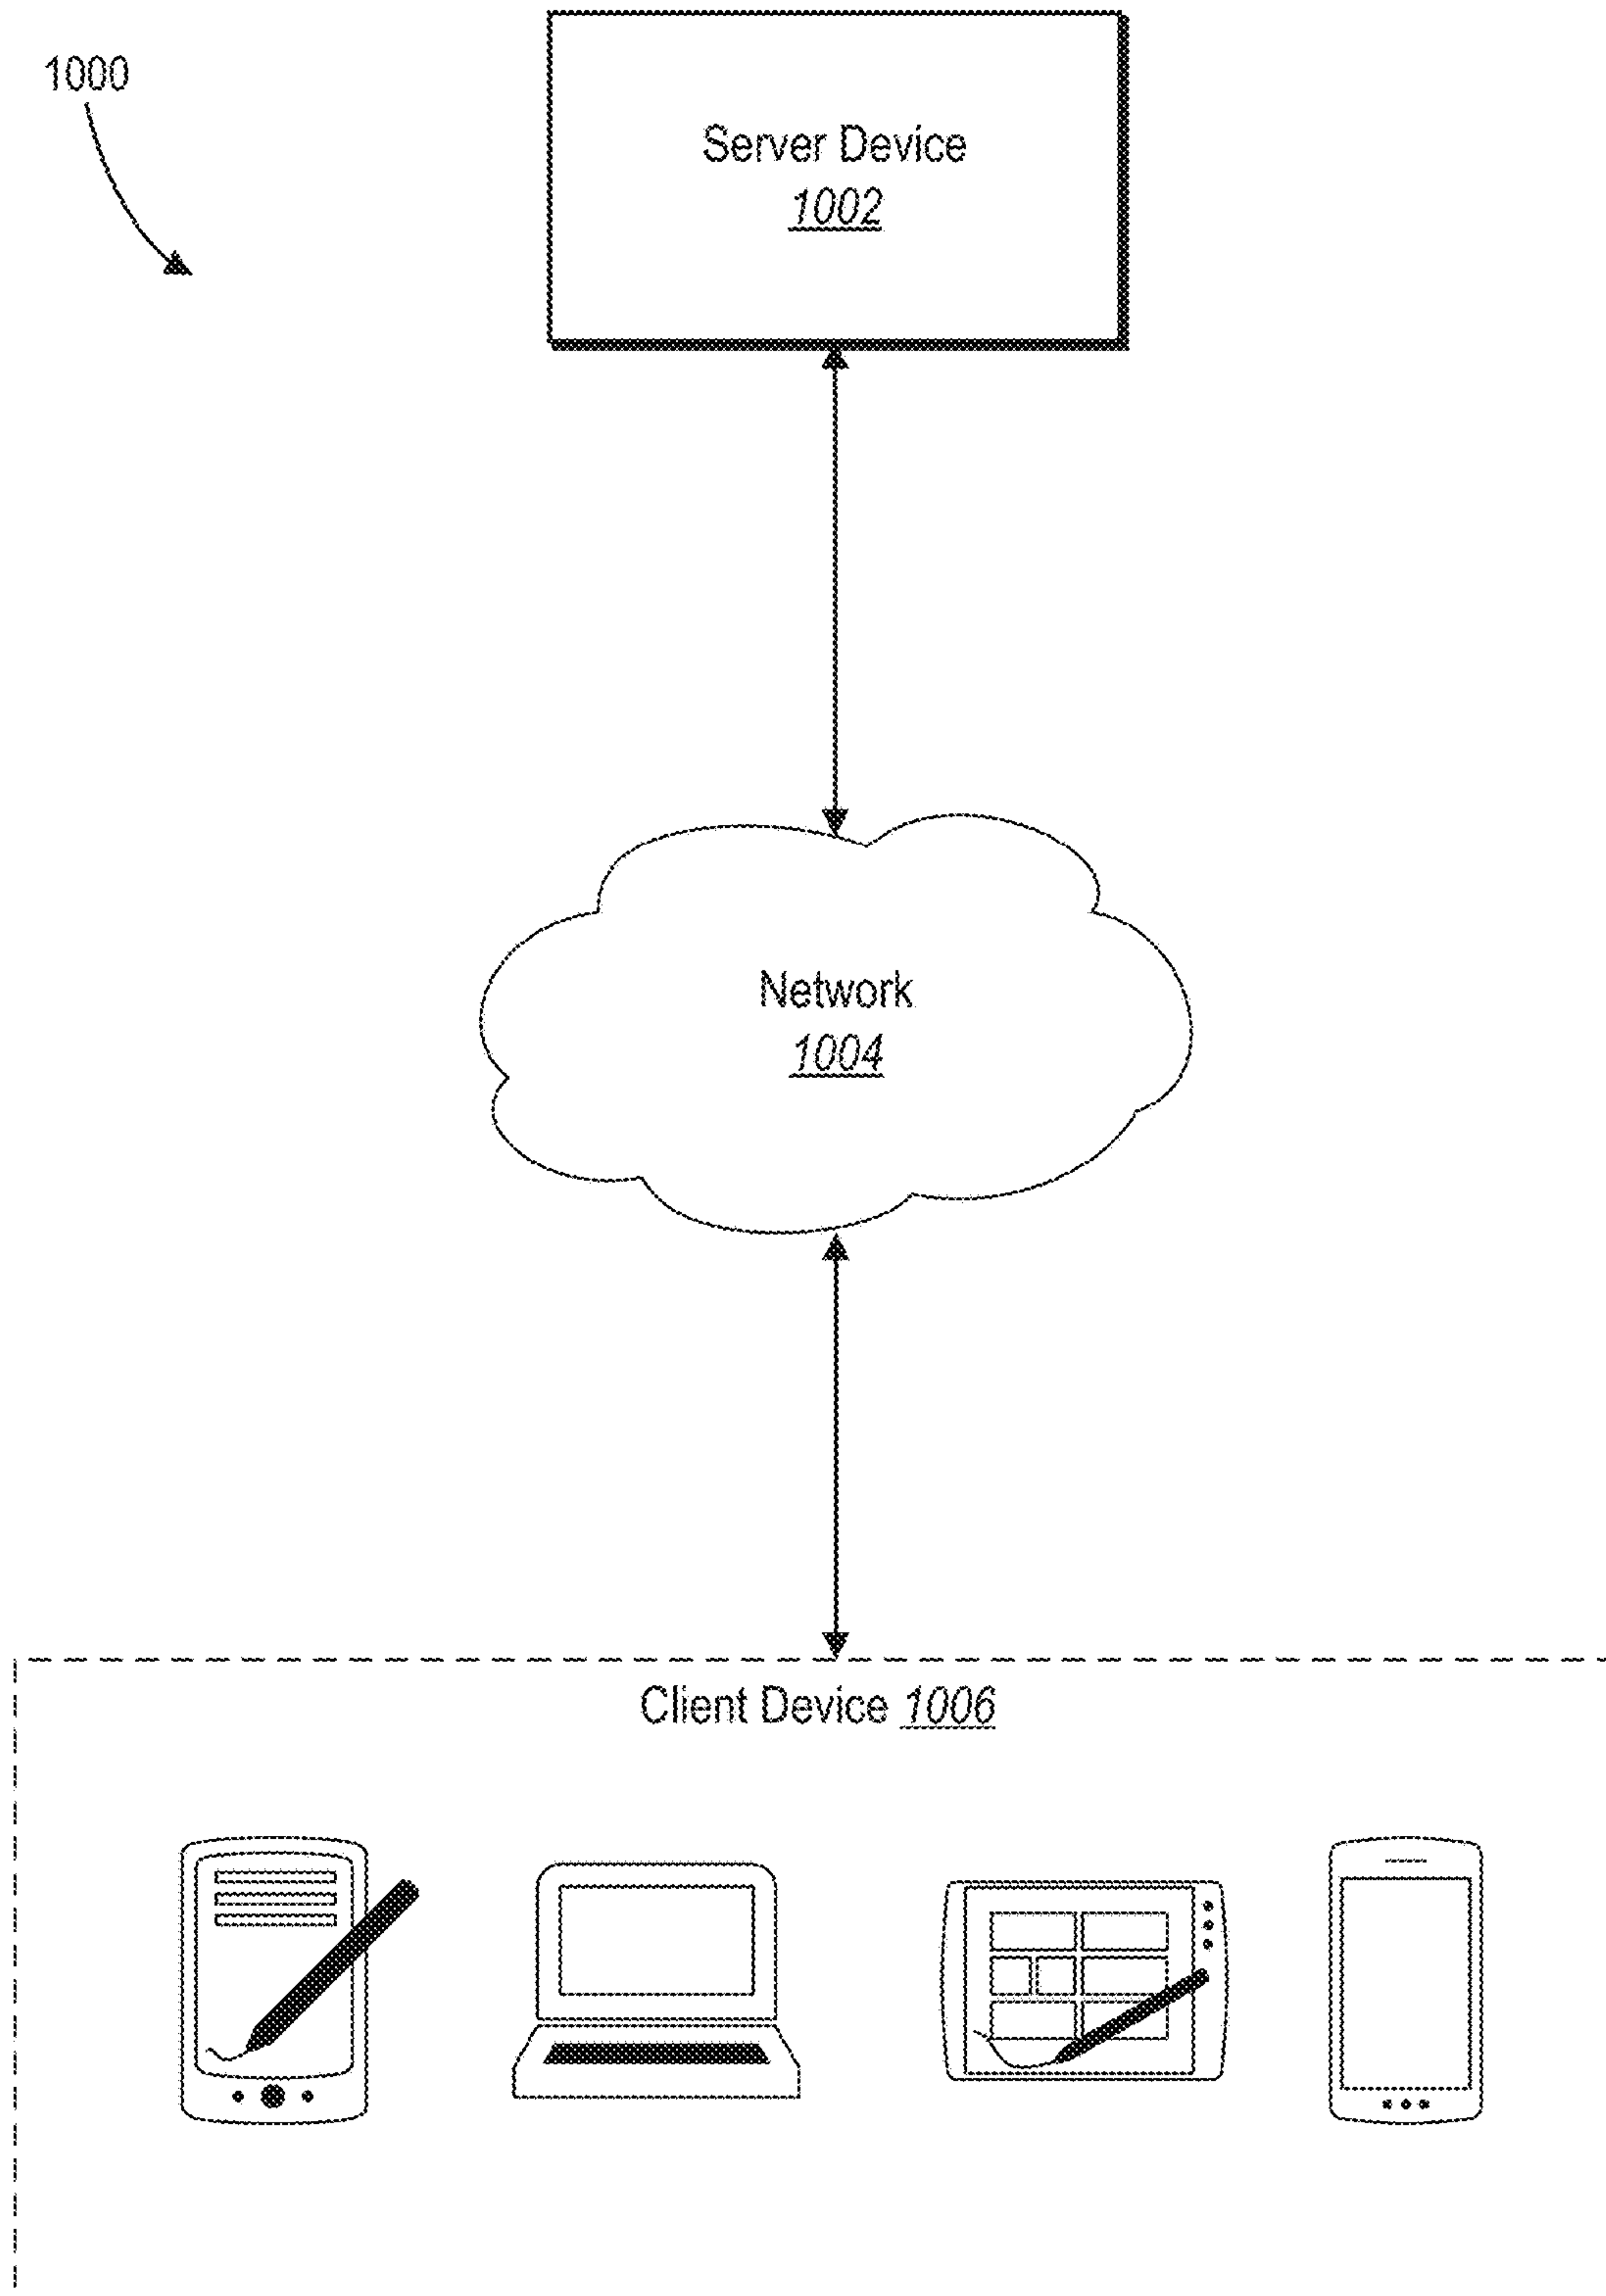 1000
Server Device
1002
Network
1004
Client Device 1006